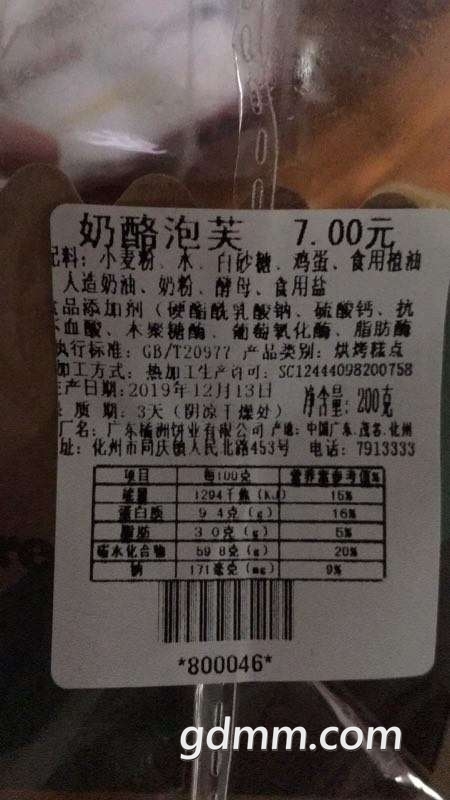 奶酪泡芙 7.00元
配料: 小麦粉、水、白砂糖、鸡蛋、食用植油
人造奶油、奶粉、酵母、食用盐
食品添加剂 (硬酯酰乳酸钠、硫酸钙、抗
坏血酸、木聚糖酶、葡萄氧化酶、脂肪酶
执行标准: GB/T20977 产品类别: 烘烤糕点
加工方式: 热加工生产许可: SC12444098200758
生产日期:2019年12月13日 净含量: 200克
保质期: 3天 (阴凉干燥处)
厂名: 广东橘洲饼业有限公司 产地: 中国广东.茂名.化州
址: 化州市同庆镇人民北路453号 电话: 7913333
项目 每100克 营养素参考值%
能量 1294千焦 (KJ) 15%
蛋白质 9.4克 (g) 16%
脂肪 3.0克 (g) 5%
碳水化合物 59.8克 (g) 20%
钠 171毫克 (mg) 9%
*800046*
gdmm.com